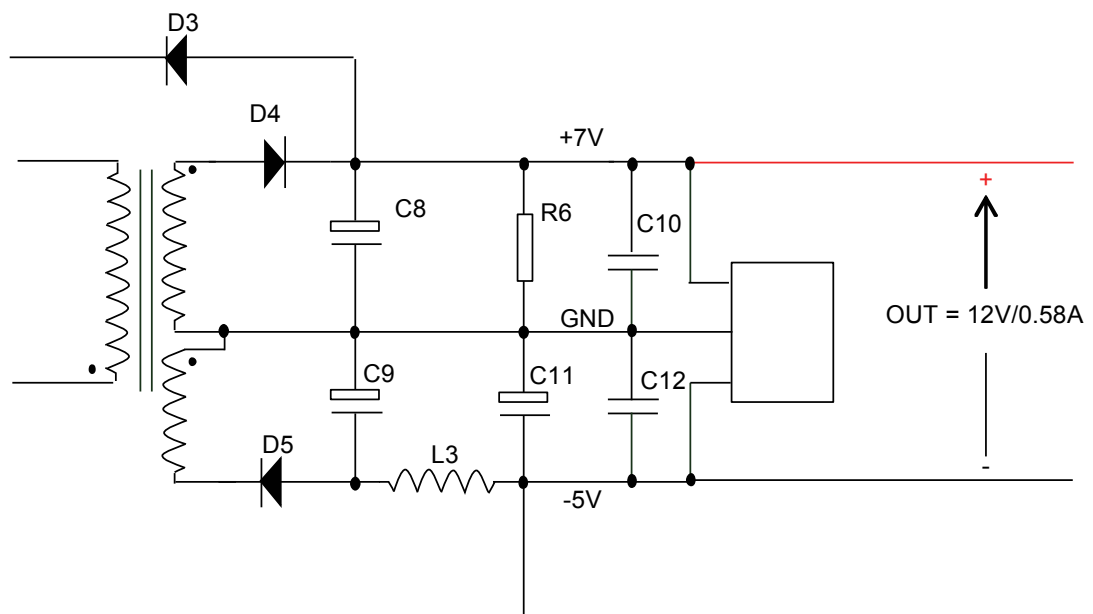 D3
D4
+7V
+
C8
R6
C10
GND
OUT = 12V/0.58A
C9
C11
C12
D5
L3
-
-5V